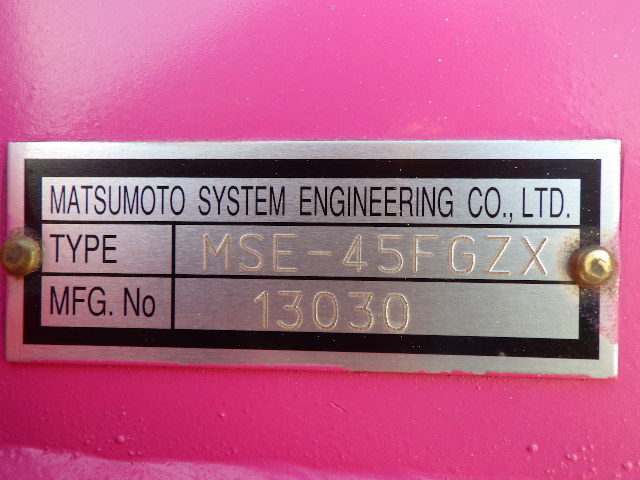 MATSUMOTO SYSTEM ENGINEERING CO., LTD.
TYPE MSE-45FGZX
MFG. No 13030